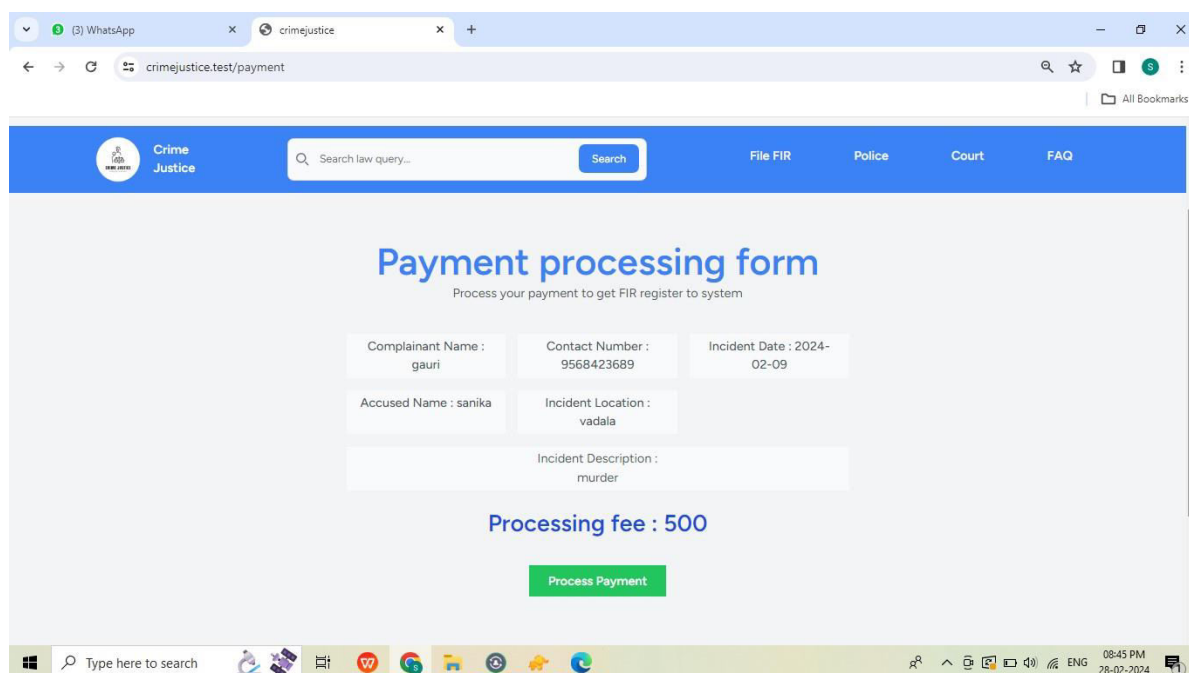 (3) WhatsApp
crimejustice
crimejustice.test/payment
S
All Bookmarks
CRIME JUSTICE
Crime
Justice
Search law query...
Search
File FIR
Police
Court
FAQ
Payment processing form
Process your payment to get FIR register to system
Complainant Name :
gauri
Contact Number :
9568423689
Incident Date : 2024-
02-09
Accused Name : sanika
Incident Location :
vadala
Incident Description :
murder
Processing fee : 500
Process Payment
Type here to search
ENG
08:45 PM
28-02-2024